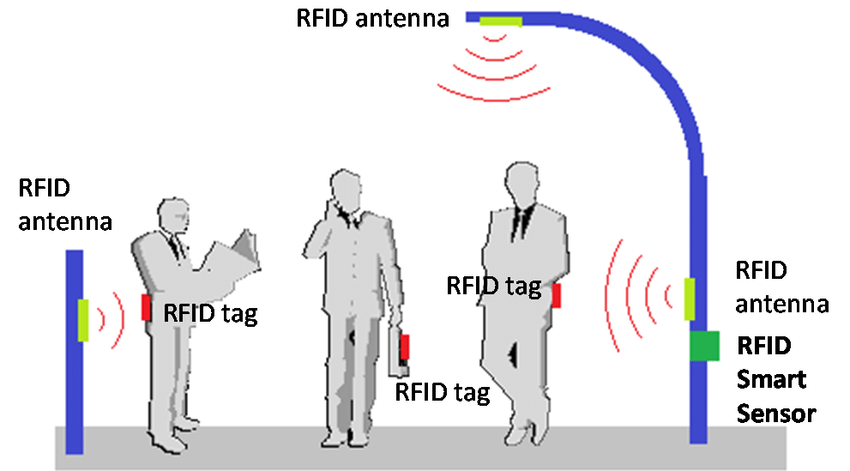 RFID antenna
RFID
antenna
RFID tag
RFID tag
RFID tag
RFID
antenna
RFID
Smart
Sensor